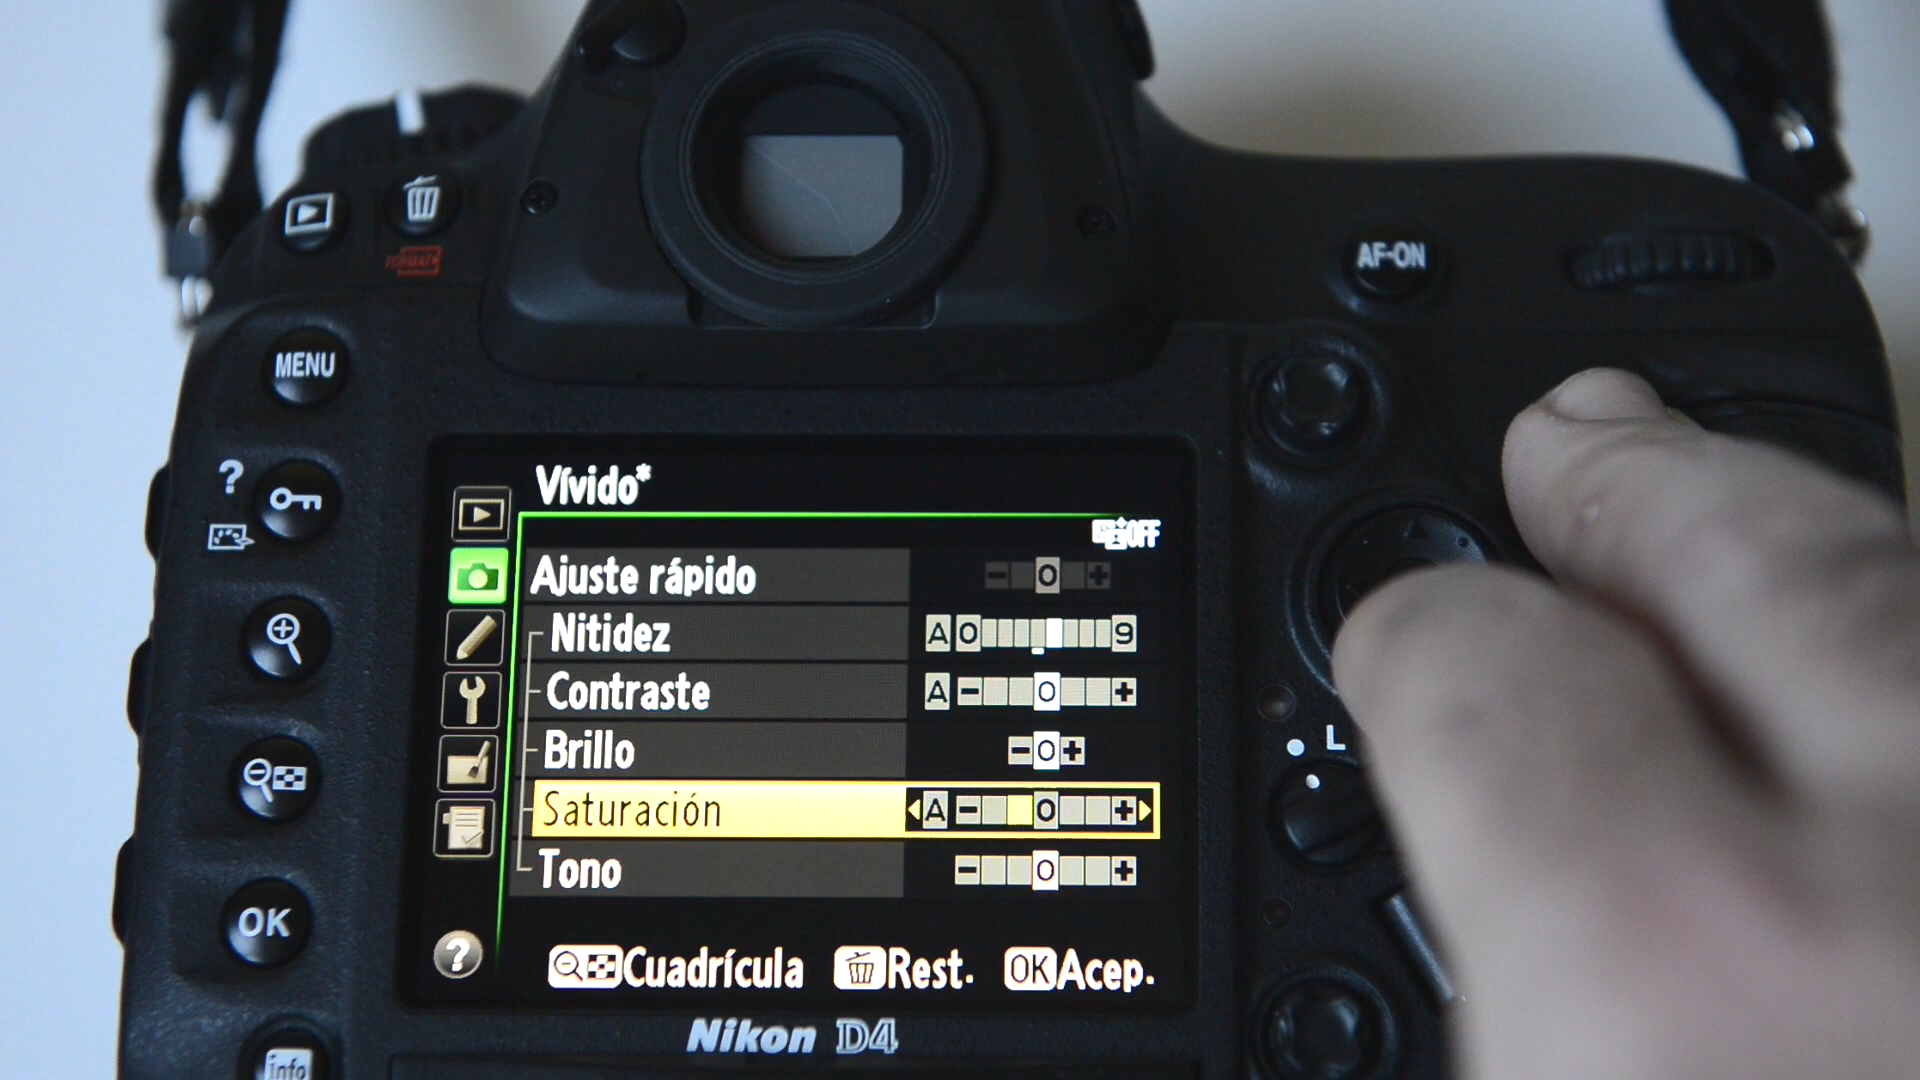 FORMAT
AF-ON
MENU
?
Vívido*
OFF
Ajuste rápido - 0 +
Nitidez A 0 9
Contraste A - 0 +
Brillo - 0 +
Saturación A - 0 +
Tono - 0 +
L
OK
?
Cuadrícula Rest. OK Acep.
Nikon D4
info